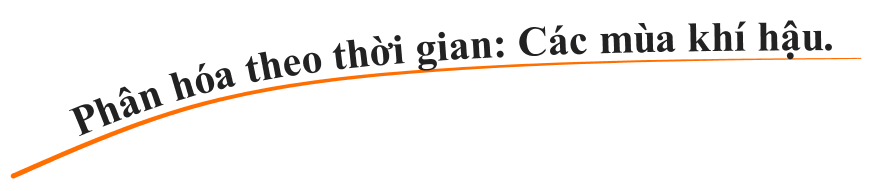 Phân hóa theo thời gian: Các mùa khí hậu.